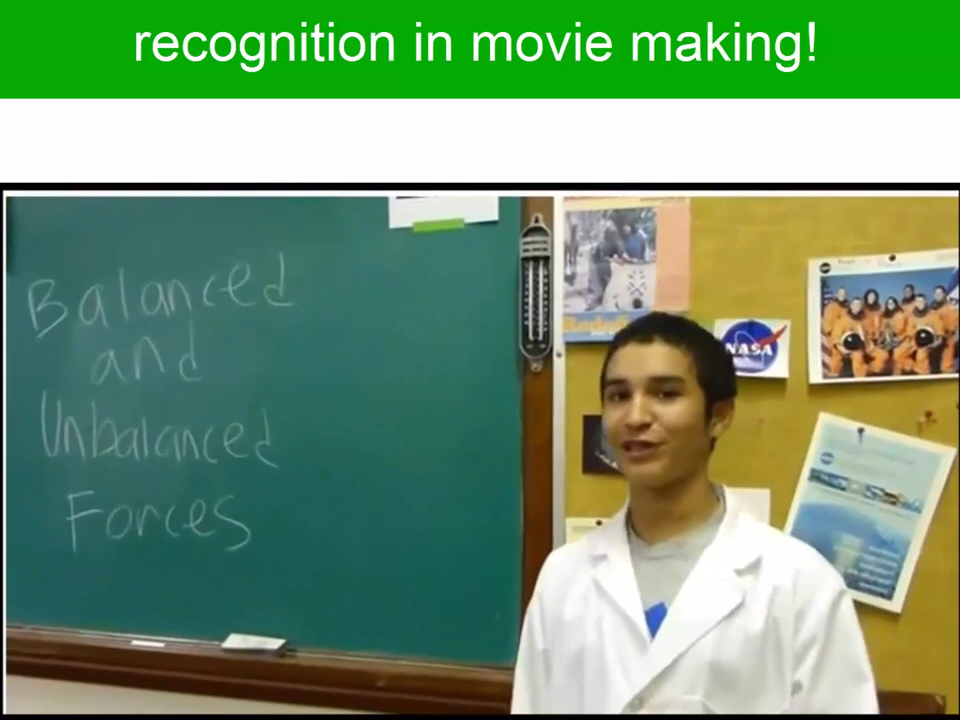 recognition in movie making!
Balanced
and
Unbalanced
Forces
NASA